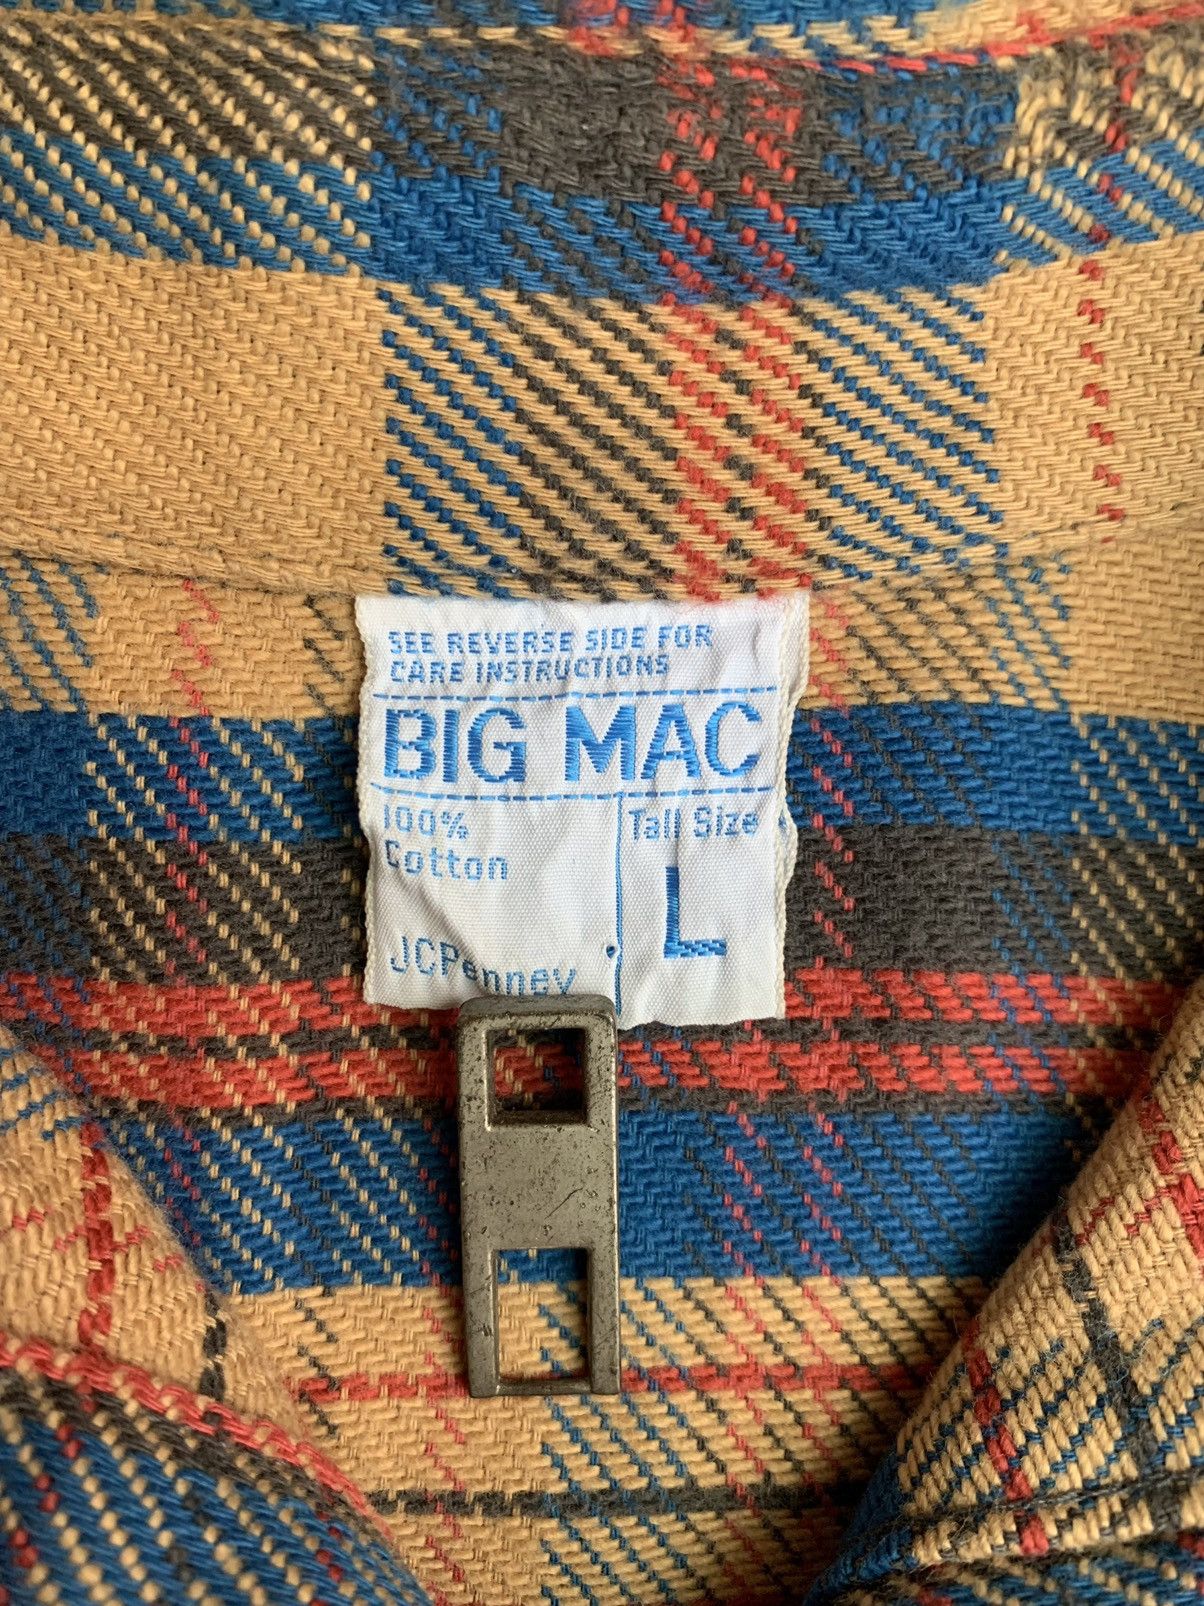 SEE REVERSE SIDE FOR
CARE INSTRUCTIONS
BIG MAC
100%
Cotton
Tall Size
L
JCPenney